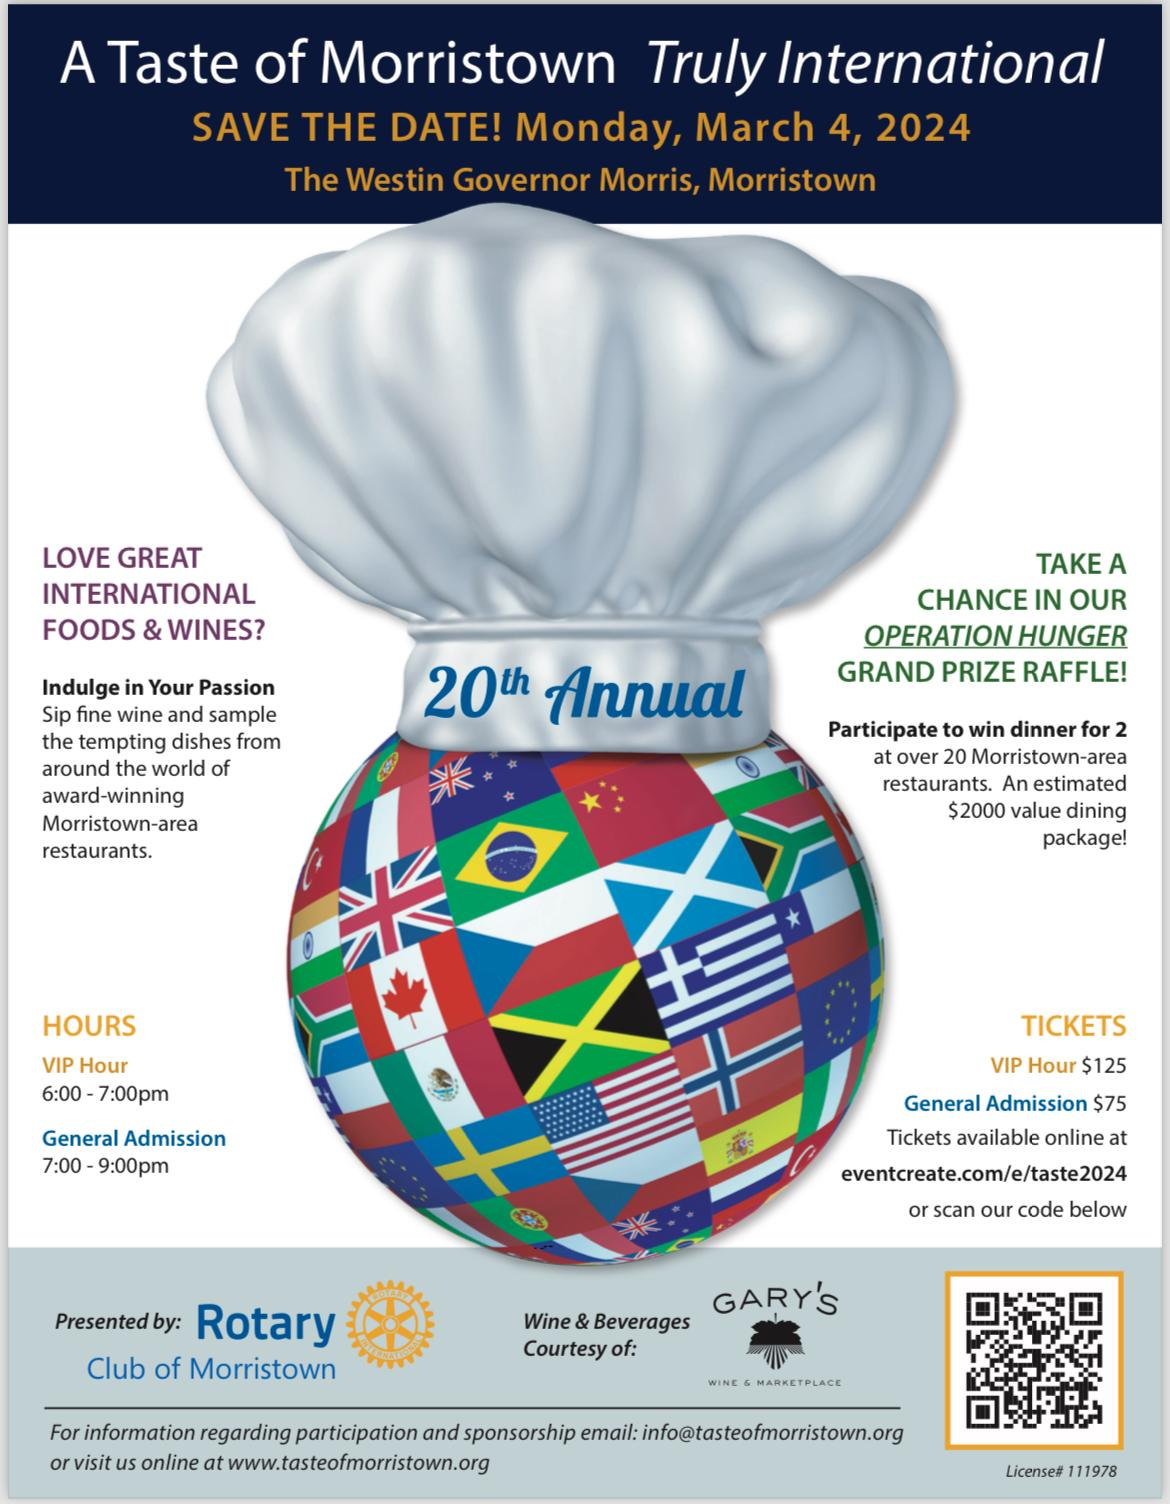 A Taste of Morristown Truly International
SAVE THE DATE! Monday, March 4, 2024
The Westin Governor Morris, Morristown
20th Annual
LOVE GREAT
INTERNATIONAL
FOODS & WINES?
Indulge in Your Passion
Sip fine wine and sample
the tempting dishes from
around the world of
award-winning
Morristown-area
restaurants.
TAKE A
CHANCE IN OUR
OPERATION HUNGER
GRAND PRIZE RAFFLE!
Participate to win dinner for 2
at over 20 Morristown-area
restaurants. An estimated
$2000 value dining
package!
HOURS
VIP Hour
6:00 - 7:00pm
General Admission
7:00 - 9:00pm
TICKETS
VIP Hour $125
General Admission $75
Tickets available online at
eventcreate.com/e/taste2024
or scan our code below
Presented by: Rotary
Club of Morristown
ROTARY
INTERNATIONAL
Wine & Beverages
Courtesy of:
GARY'S
WINE & MARKETPLACE
For information regarding participation and sponsorship email: info@tasteofmorristown.org
or visit us online at www.tasteofmorristown.org
License# 111978